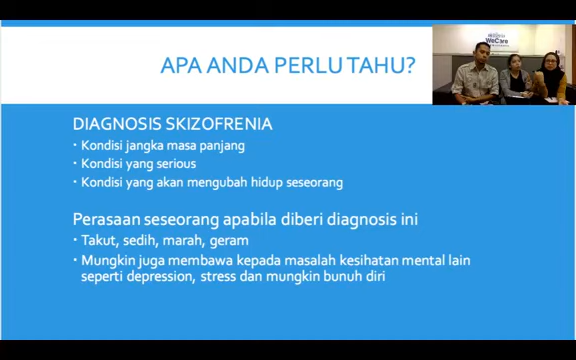 APA ANDA PERLU TAHU?
WeCare
DIAGNOSIS SKIZOFRENIA
• Kondisi jangka masa panjang
• Kondisi yang serious
• Kondisi yang akan mengubah hidup seseorang
Perasaan seseorang apabila diberi diagnosis ini
• Takut, sedih, marah, geram
• Mungkin juga membawa kepada masalah kesihatan mental lain
seperti depression, stress dan mungkin bunuh diri